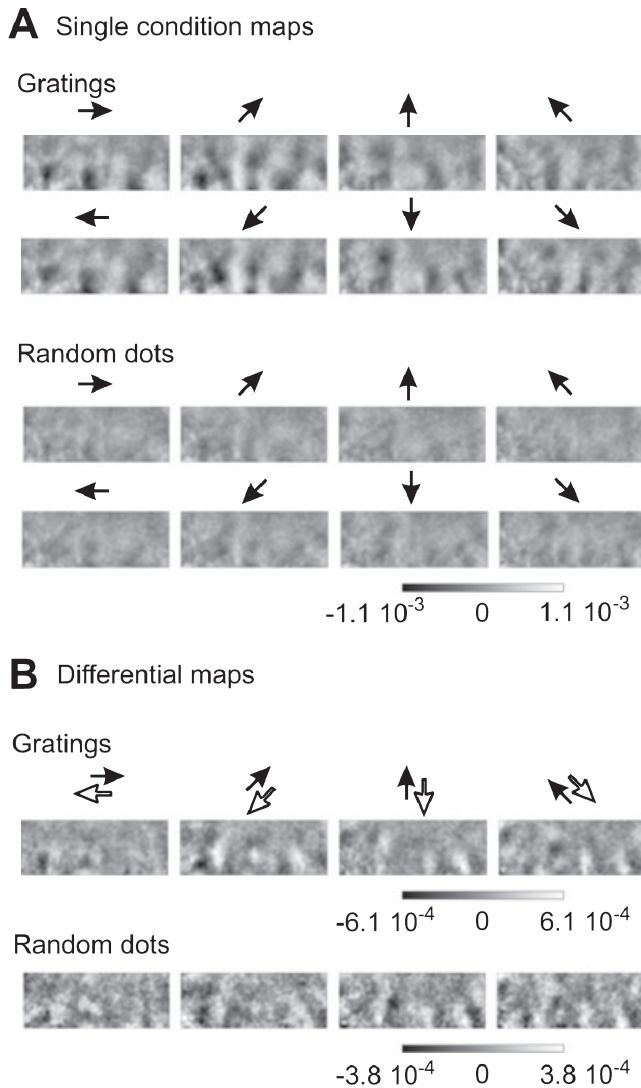 A Single condition maps
Gratings
Random dots
-1.1 10-3 0 1.1 10-3
B Differential maps
Gratings
-6.1 10-4 0 6.1 10-4
Random dots
-3.8 10-4 0 3.8 10-4